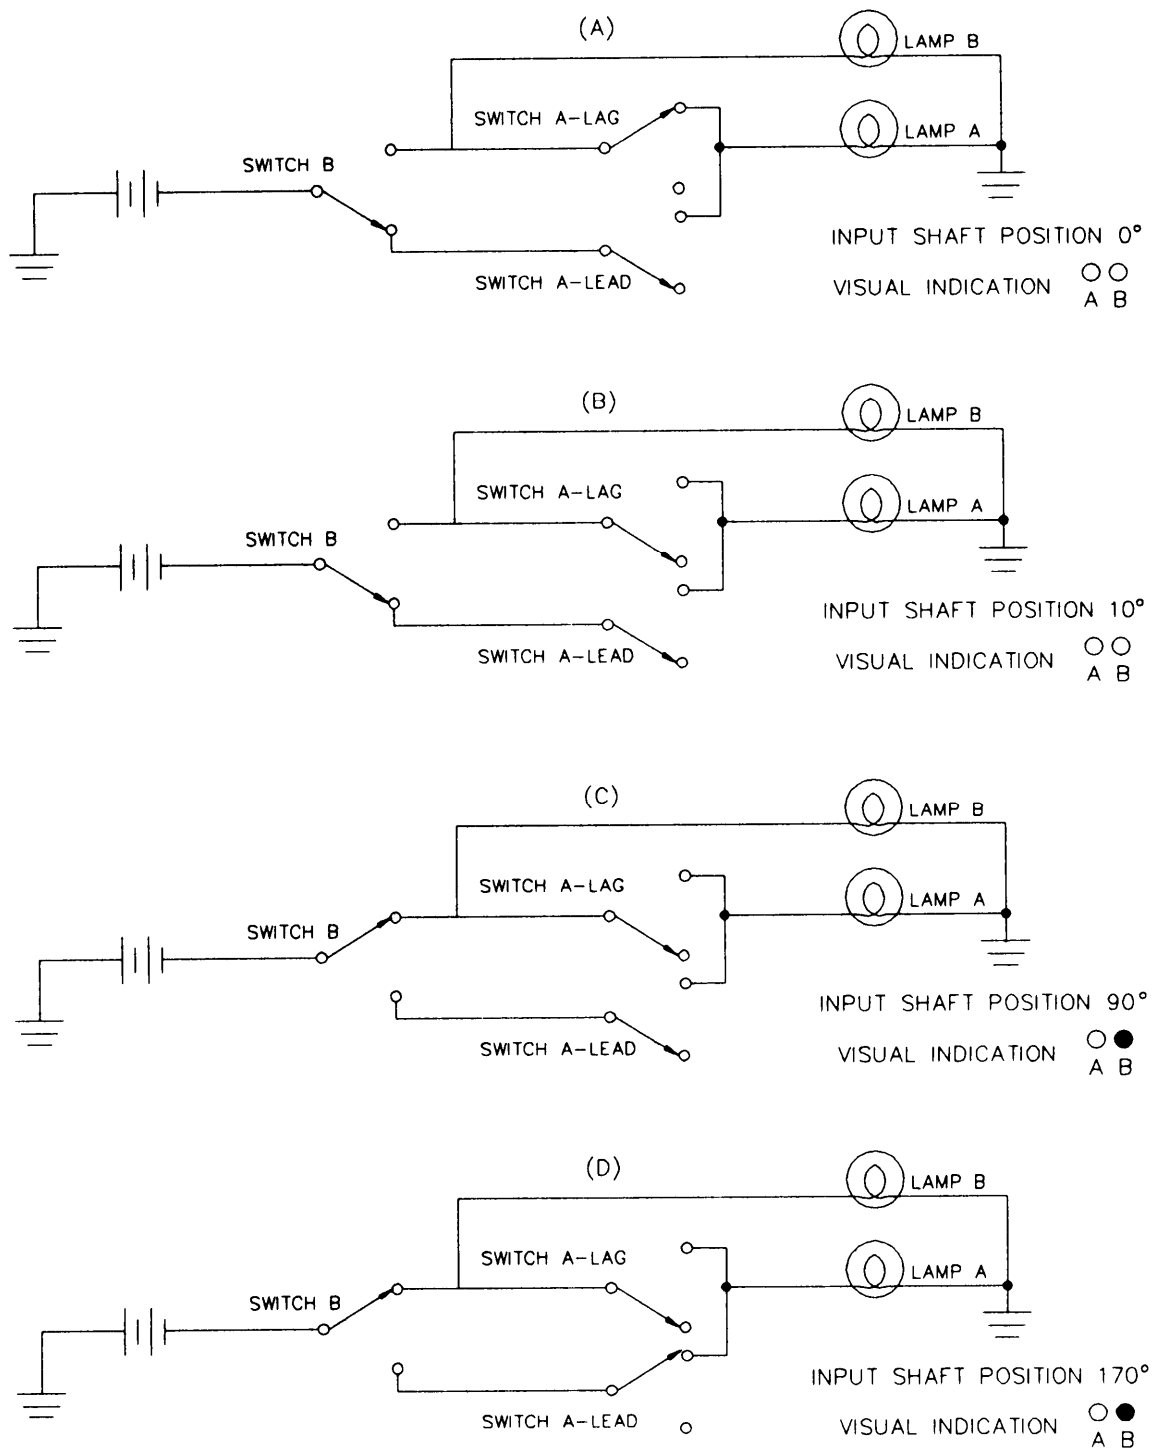 (A)
LAMP B
SWITCH A-LAG
LAMP A
SWITCH B
INPUT SHAFT POSITION 0°
SWITCH A-LEAD
VISUAL INDICATION
A B
(B)
LAMP B
SWITCH A-LAG
LAMP A
SWITCH B
INPUT SHAFT POSITION 10°
SWITCH A-LEAD
VISUAL INDICATION
A B
(C)
LAMP B
SWITCH A-LAG
LAMP A
SWITCH B
INPUT SHAFT POSITION 90°
SWITCH A-LEAD
VISUAL INDICATION
A B
(D)
LAMP B
SWITCH A-LAG
LAMP A
SWITCH B
INPUT SHAFT POSITION 170°
SWITCH A-LEAD
VISUAL INDICATION
A B